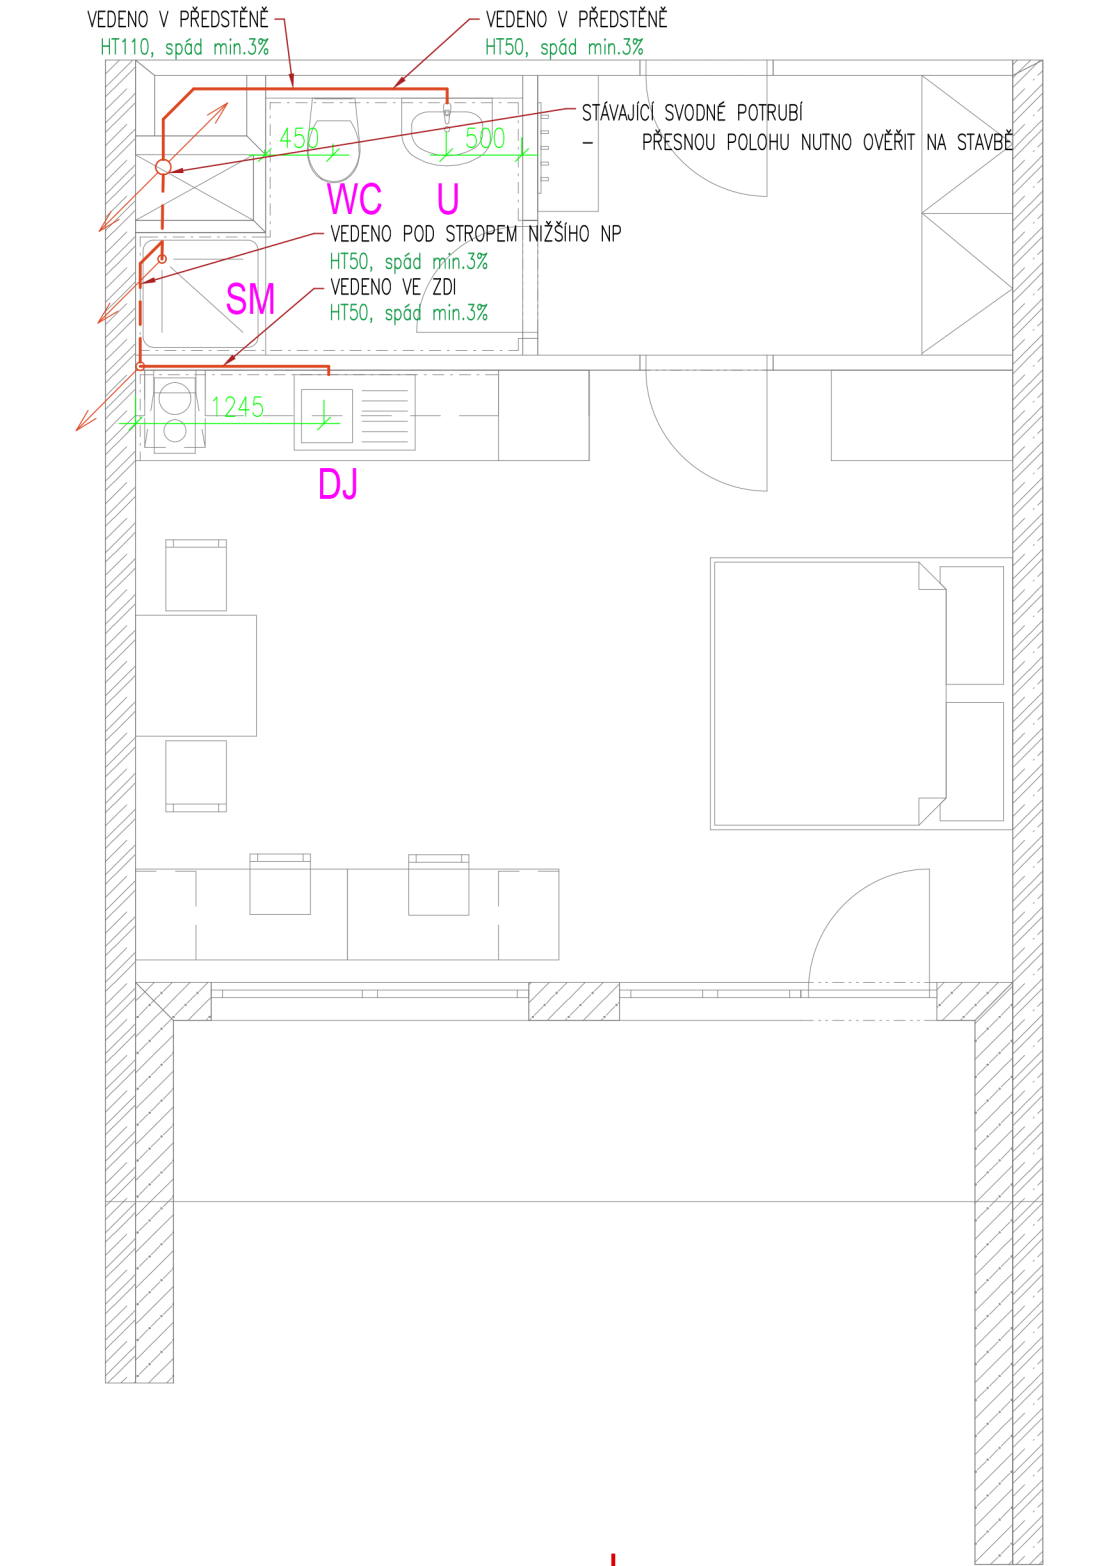 VEDENO V PŘEDSTĚNĚ
HT110, spád min.3%
VEDENO V PŘEDSTĚNĚ
HT50, spád min.3%
STÁVAJÍCÍ SVODNÉ POTRUBÍ
- PŘESNOU POLOHU NUTNO OVĚŘIT NA STAVBĚ
450
500
WC
U
VEDENO POD STROPEM NIŽŠÍHO NP
HT50, spád min.3%
VEDENO VE ZDI
HT50, spád min.3%
SM
1245
DJ